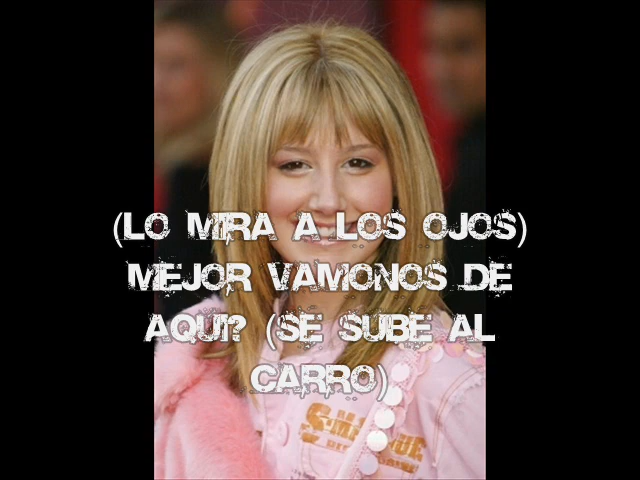 (LO MIRA A LOS OJOS)
MEJOR VAMONOS DE
AQUI? (SE SUBE AL
CARRO)